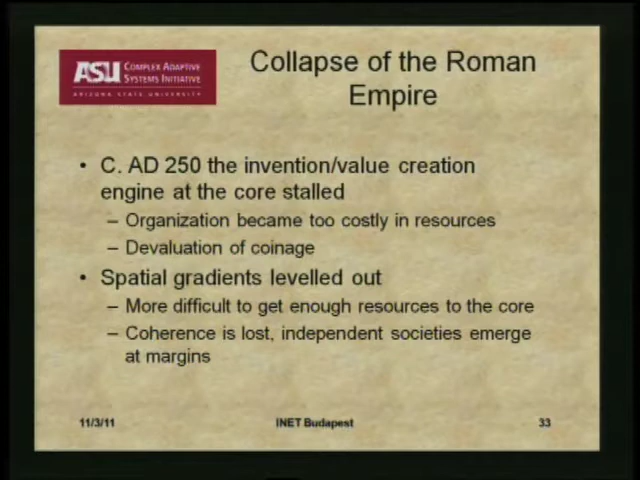 ASU COMPLEX ADAPTIVE
SYSTEMS INITIATIVE
ARIZONA STATE UNIVERSITY
Collapse of the Roman
Empire
• C. AD 250 the invention/value creation
engine at the core stalled
– Organization became too costly in resources
– Devaluation of coinage
• Spatial gradients levelled out
– More difficult to get enough resources to the core
– Coherence is lost, independent societies emerge
at margins
11/3/11 INET Budapest 33